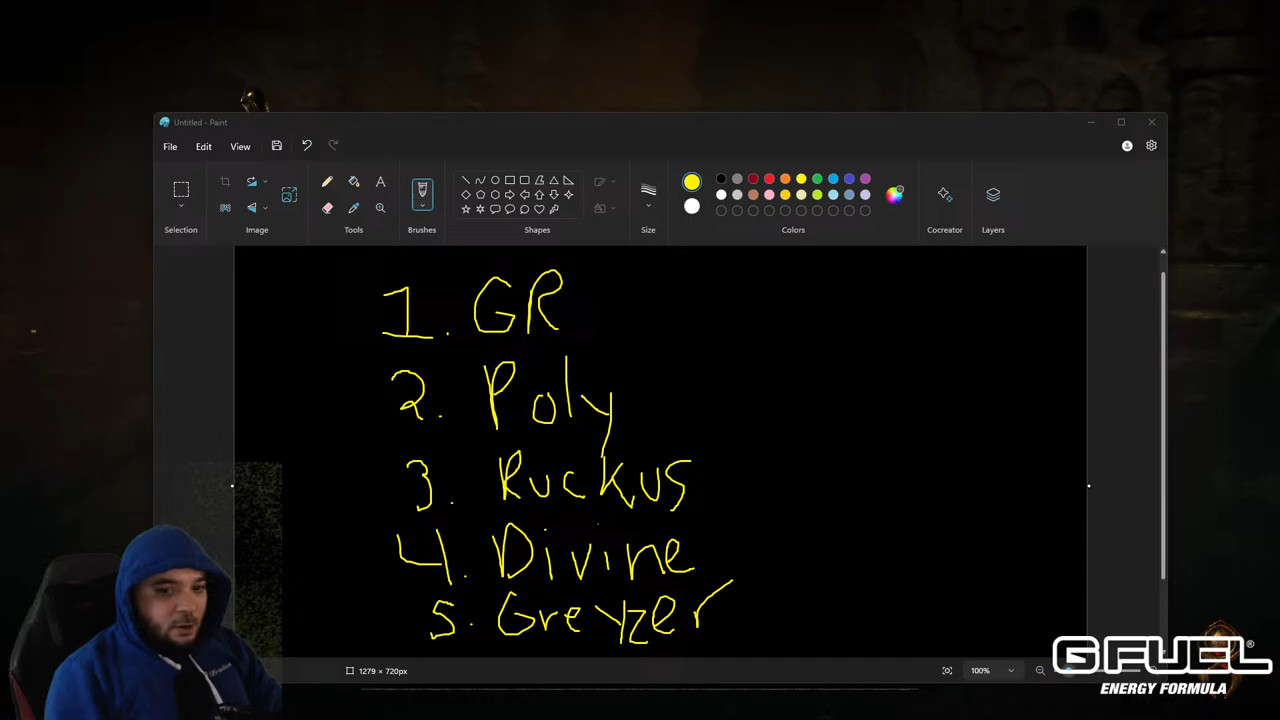 Untitled - Paint
File Edit View
Selection Image Tools Brushes Shapes Size Colors Cocreator Layers
1. GR
2. Poly
3. Ruckus
4. Divine
5. Greyzer
1279 × 720px 100%
G FUEL®
ENERGY FORMULA